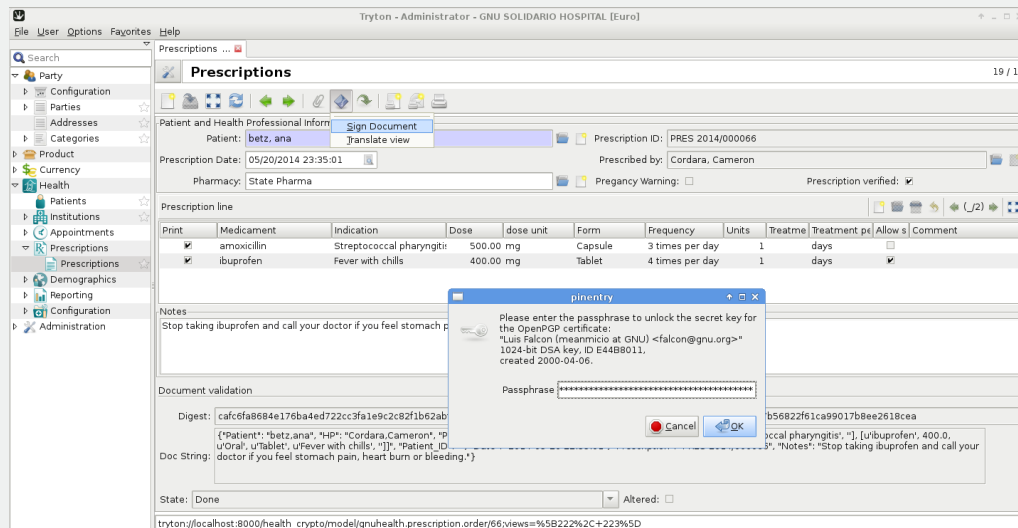 Tryton - Administrator - GNU SOLIDARIO HOSPITAL [Euro]
File User Options Favorites Help
Search
Party
Configuration
Parties
Addresses
Categories
Product
Currency
Health
Patients
Institutions
Appointments
Prescriptions
Prescriptions
Demographics
Reporting
Configuration
Administration
Prescriptions ...
Prescriptions
19 / 1
Sign Document
Translate view
Patient and Health Professional Inform
Patient: betz, ana
Prescription ID: PRES 2014/000066
Prescription Date: 05/20/2014 23:35:01
Prescribed by: Cordara, Cameron
Pharmacy: State Pharma
Pregancy Warning:
Prescription verified:
Prescription line
(_/2)
Print Medicament Indication Dose dose unit Form Frequency Units Treatme Treatment pe Allow s Comment
amoxicillin Streptococcal pharyngitis 500.00 mg Capsule 3 times per day 1 days
ibuprofen Fever with chills 400.00 mg Tablet 4 times per day 1 days
Notes
Stop taking ibuprofen and call your doctor if you feel stomach p
pinentry
Please enter the passphrase to unlock the secret key for
the OpenPGP certificate:
"Luis Falcon (meanmicio at GNU) <falcon@gnu.org>"
1024-bit DSA key, ID E44B8011,
created 2000-04-06.
Passphrase ******************************************
Cancel OK
Document validation
Digest: cafc6fa8684e176ba4ed722cc3fa1e9c2c82f1b62ab b56822f61ca99017b8ee2618cea
Doc String: {"Patient": "betz,ana", "HP": "Cordara,Cameron", "P occal pharyngitis', "], [u'ibuprofen', 400.0,
u'Oral', u'Tablet', u'Fever with chills', "]]", "Patient_ID "Notes": "Stop taking ibuprofen and call your
doctor if you feel stomach pain, heart burn or bleeding."}
State: Done
Altered:
tryton://localhost:8000/health_crypto/model/gnuhealth.prescription.order/66;views=%5B222%2C+223%5D